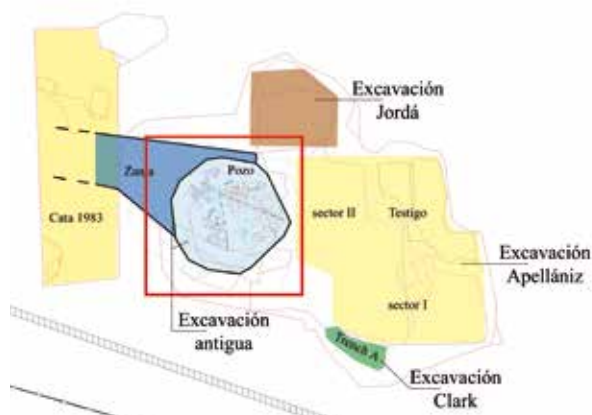 Excavación
Jordá
Zanja
Pozo
sector II
Testigo
Cata 1983
Excavación
Apellániz
sector I
Excavación
antigua
Trench A
Excavación
Clark